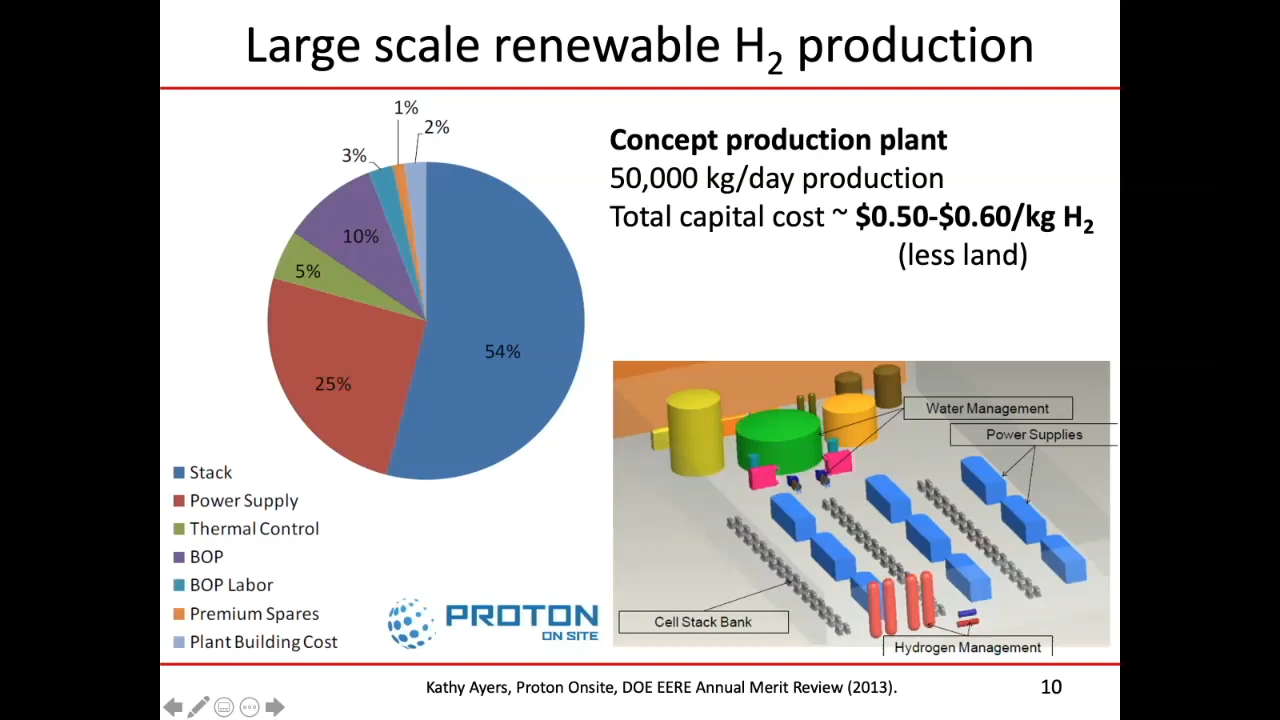 Large scale renewable H₂ production
1%
2%
3%
10%
5%
54%
25%
Stack
Power Supply
Thermal Control
BOP
BOP Labor
Premium Spares
Plant Building Cost
PROTON
ON SITE
Concept production plant
50,000 kg/day production
Total capital cost ~ $0.50-$0.60/kg H₂
(less land)
Water Management
Power Supplies
Cell Stack Bank
Hydrogen Management
Kathy Ayers, Proton Onsite, DOE EERE Annual Merit Review (2013).
10